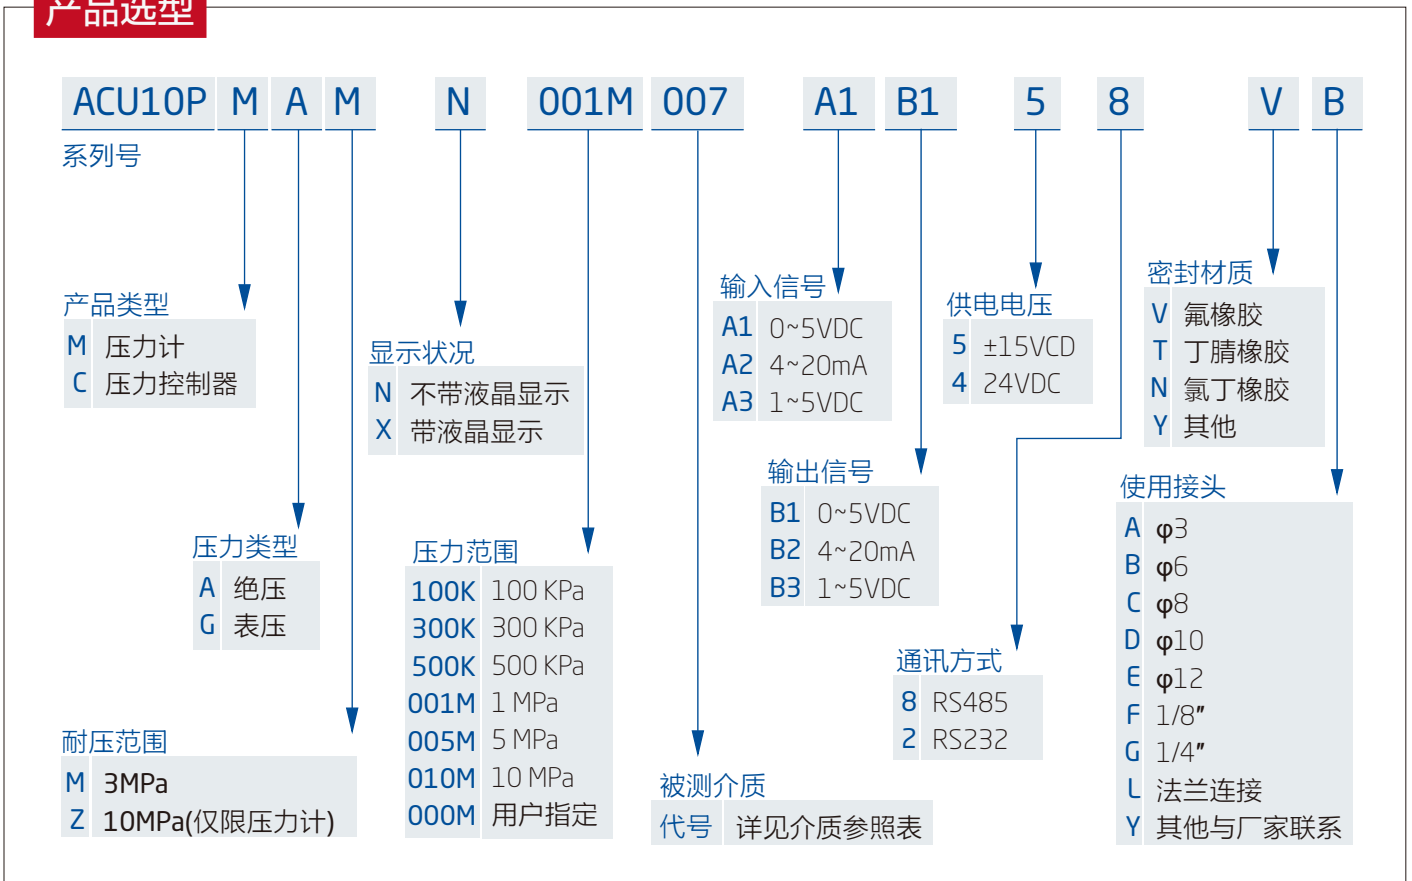 产品选型
ACU10P M A M N 001M 007 A1 B1 5 8 V B
系列号
产品类型
M 压力计
C 压力控制器
压力类型
A 绝压
G 表压
耐压范围
M 3MPa
Z 10MPa(仅限压力计)
显示状况
N 不带液晶显示
X 带液晶显示
压力范围
100K 100 KPa
300K 300 KPa
500K 500 KPa
001M 1 MPa
005M 5 MPa
010M 10 MPa
000M 用户指定
被测介质
代号 详见介质参照表
输入信号
A1 0~5VDC
A2 4~20mA
A3 1~5VDC
输出信号
B1 0~5VDC
B2 4~20mA
B3 1~5VDC
供电电压
5 ±15VCD
4 24VDC
通讯方式
8 RS485
2 RS232
密封材质
V 氟橡胶
T 丁腈橡胶
N 氯丁橡胶
Y 其他
使用接头
A φ3
B φ6
C φ8
D φ10
E φ12
F 1/8″
G 1/4″
L 法兰连接
Y 其他与厂家联系